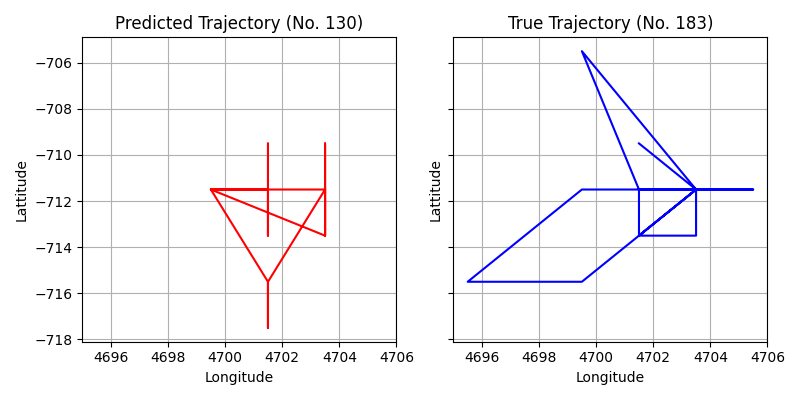 Predicted Trajectory (No. 130)
True Trajectory (No. 183)
−706
−708
−710
−712
−714
−716
−718
Lattitude
Lattitude
4696 4698 4700 4702 4704 4706
4696 4698 4700 4702 4704 4706
Longitude
Longitude